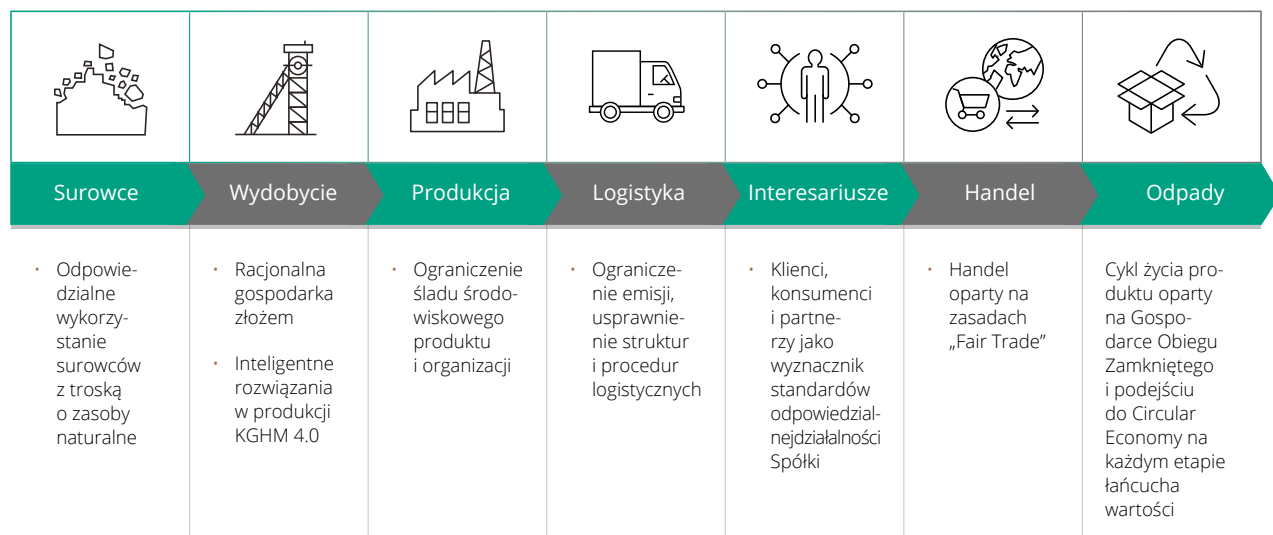 Surowce
Wydobycie
Produkcja
Logistyka
Interesariusze
Handel
Odpady
• Odpowie-
dzialne
wykorzy-
stanie
surowców
z troską
o zasoby
naturalne
• Racjonalna
gospodarka
złożem
• Inteligentne
rozwiązania
w produkcji
KGHM 4.0
• Ograniczenie
śladu środo-
wiskowego
produktu
i organizacji
• Ogranicze-
nie emisji,
usprawnie-
nie struktur
i procedur
logistycznych
• Klienci,
konsumenci
i partne-
rzy jako
wyznacznik
standardów
odpowiedzial-
nejdziałalności
Spółki
• Handel
oparty na
zasadach
„Fair Trade”
Cykl życia pro-
duktu oparty
na Gospo-
darce Obiegu
Zamkniętego
i podejściu
do Circular
Economy na
każdym etapie
łańcucha
wartości